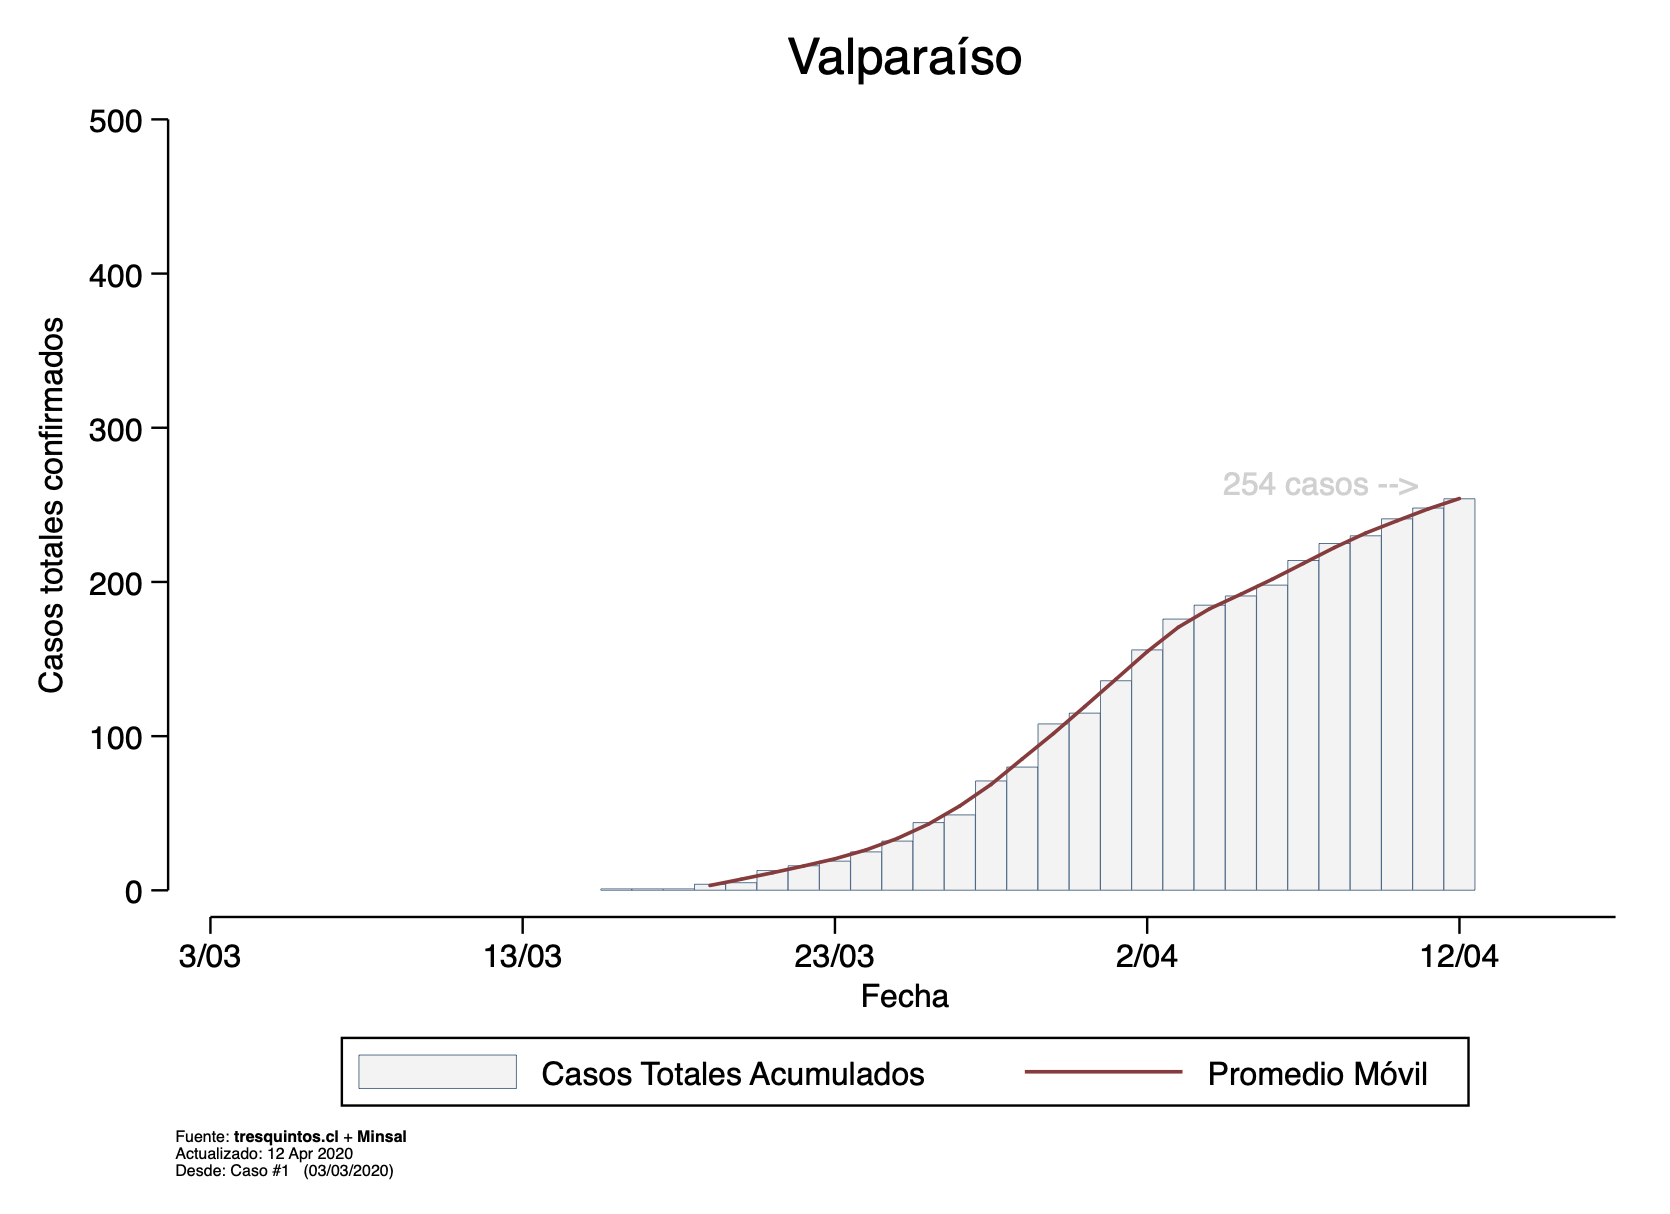 Valparaíso
500
400
300
200
100
0
Casos totales confirmados
254 casos -->
3/03 13/03 23/03 2/04 12/04
Fecha
Casos Totales Acumulados Promedio Móvil
Fuente: tresquintos.cl + Minsal
Actualizado: 12 Apr 2020
Desde: Caso #1 (03/03/2020)